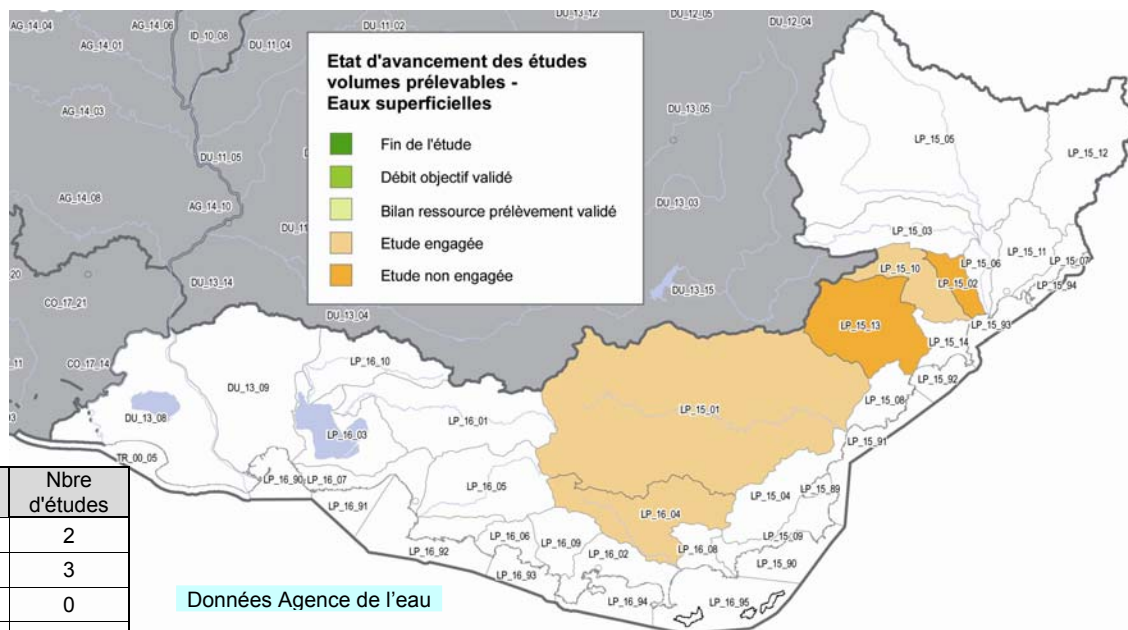 AG_14_04
AG_14_06
ID_10_08
DU_11_02
DU_13_12
DU_12_05
DU_12_04
AG_14_01
DU_11_04
Etat d'avancement des études
volumes prélevables -
Eaux superficielles
Fin de l'étude
Débit objectif validé
Bilan ressource prélèvement validé
Etude engagée
Etude non engagée
AG_14_03
DU_13_05
DU_11_05
LP_15_05
LP_15_12
AG_14_08
AG_14_10
DU_11
DU_13_03
LP_15_03
LP_15_11
LP_15_06
LP_15_07
LP_15_10
LP_15_02
LP_15_94
20
CO_17_21
DU_13_14
DU_13_15
DU_13_04
LP_15_93
LP_15_13
LP_15_14
11
CO_17_14
LP_16_10
LP_15_92
DU_13_09
LP_15_08
03
DU_13_08
LP_16_03
LP_16_01
LP_15_01
LP_15_91
TR_00_05
LP_16_90
LP_16_07
LP_16_05
LP_15_04
LP_15_89
LP_16_91
LP_16_04
LP_16_06
LP_16_09
LP_16_02
LP_16_08
LP_15_09
LP_16_92
LP_15_90
LP_16_93
LP_16_94
LP_16_95
Nbre
d'études
2
3
0
Données Agence de l'eau